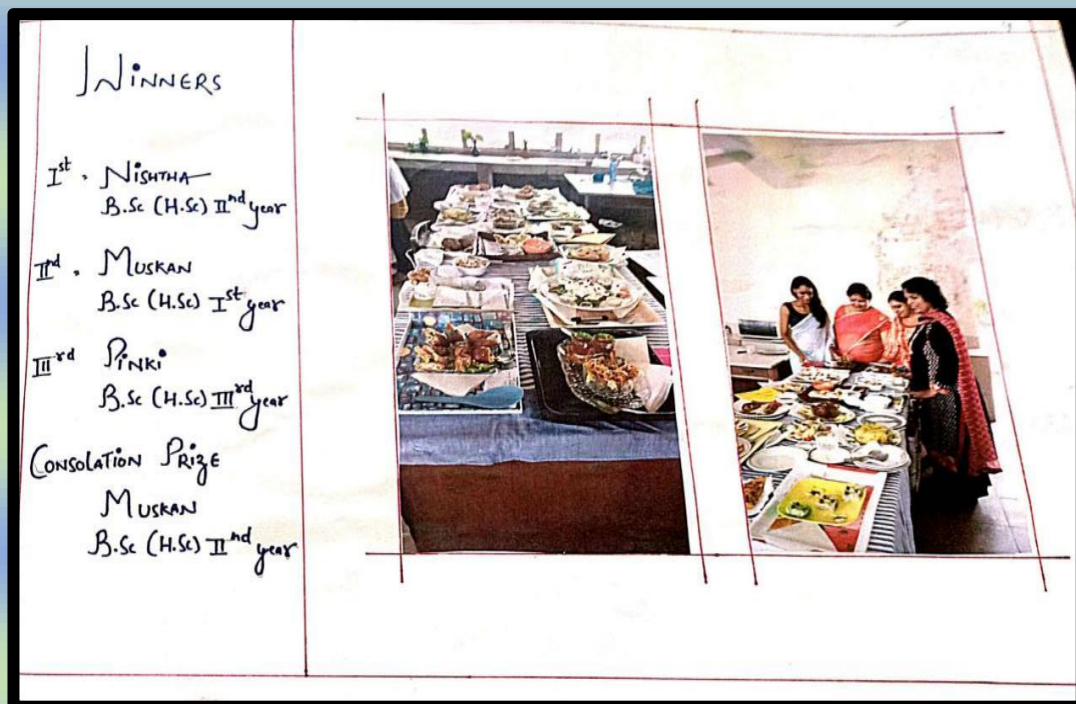 WINNERS
Ist. NISHTHA
B.Sc (H.Sc) IInd year
IInd. MUSKAN
B.Sc (H.Sc) Ist year
IIIrd PINKI
B.Sc (H.Sc) IIIrd year
CONSOLATION PRIZE
MUSKAN
B.Sc (H.Sc) IInd year